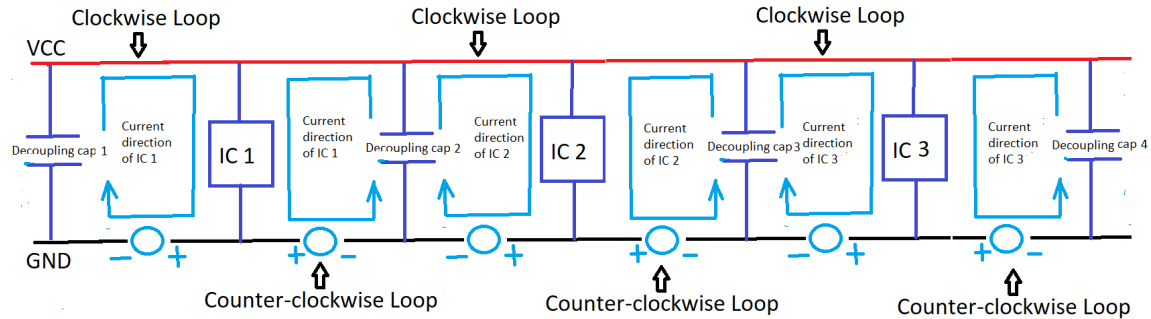 Clockwise Loop
Clockwise Loop
Clockwise Loop
VCC
Decoupling cap 1
Current
direction
of IC 1
IC 1
Current
direction
of IC 1
Decoupling cap 2
Current
direction
of IC 2
IC 2
Current
direction
of IC 2
Decoupling cap 3
Current
direction
of IC 3
IC 3
Current
direction
of IC 3
Decoupling cap 4
GND
− +
+ −
− +
+ −
− +
+ −
Counter-clockwise Loop
Counter-clockwise Loop
Counter-clockwise Loop